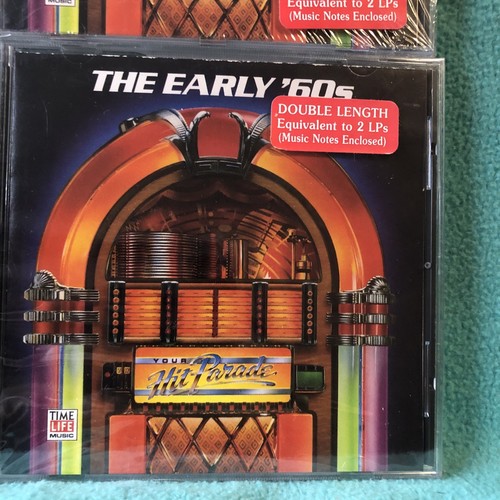 Equivalent to 2 LPs
(Music Notes Enclosed)
MUSIC
THE EARLY '60s
DOUBLE LENGTH
Equivalent to 2 LPs
(Music Notes Enclosed)
YOUR
Hit Parade
TIME
LIFE
MUSIC